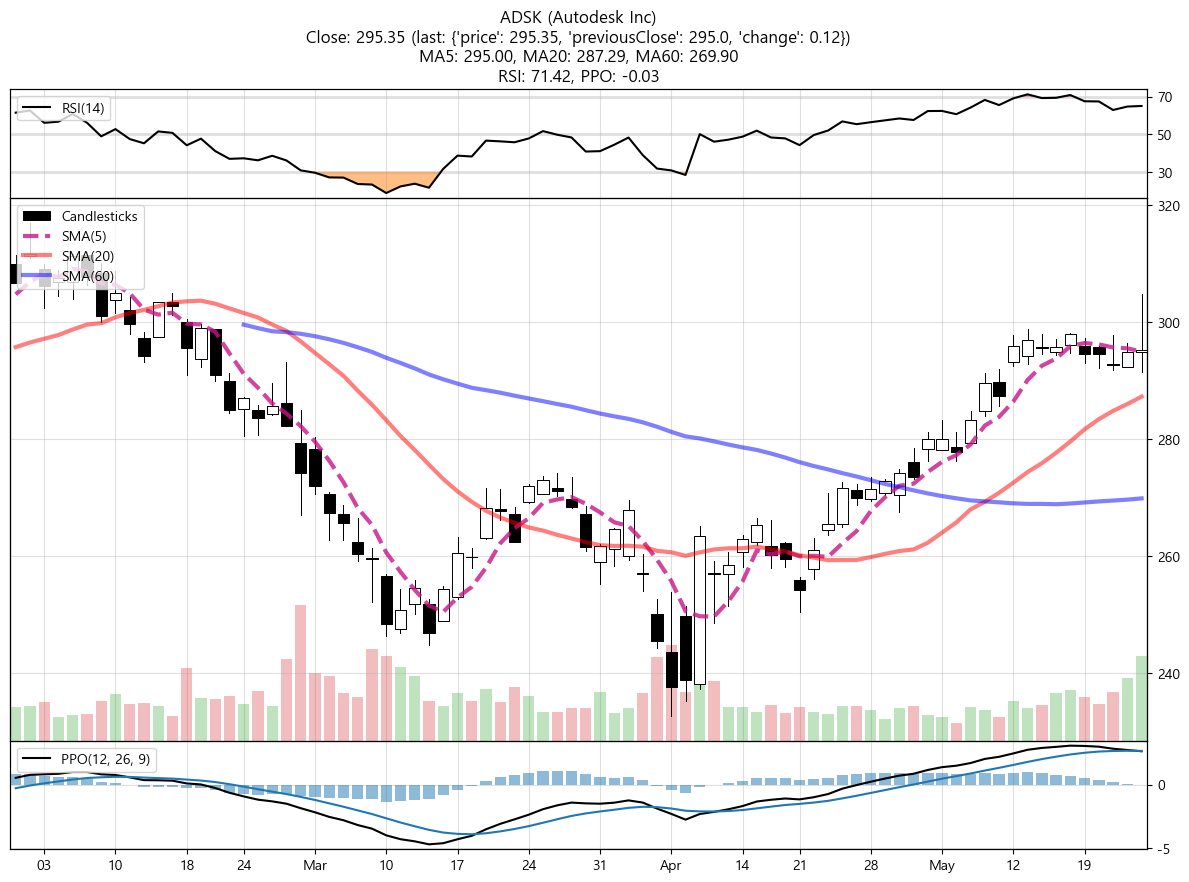 ADSK (Autodesk Inc)
Close: 295.35 (last: {'price': 295.35, 'previousClose': 295.0, 'change': 0.12})
MA5: 295.00, MA20: 287.29, MA60: 269.90
RSI: 71.42, PPO: -0.03
RSI(14)
70
50
30
Candlesticks
SMA(5)
SMA(20)
SMA(60)
320
300
280
260
240
PPO(12, 26, 9)
0
-5
03 10 18 24 Mar 10 17 24 31 Apr 14 21 28 May 12 19